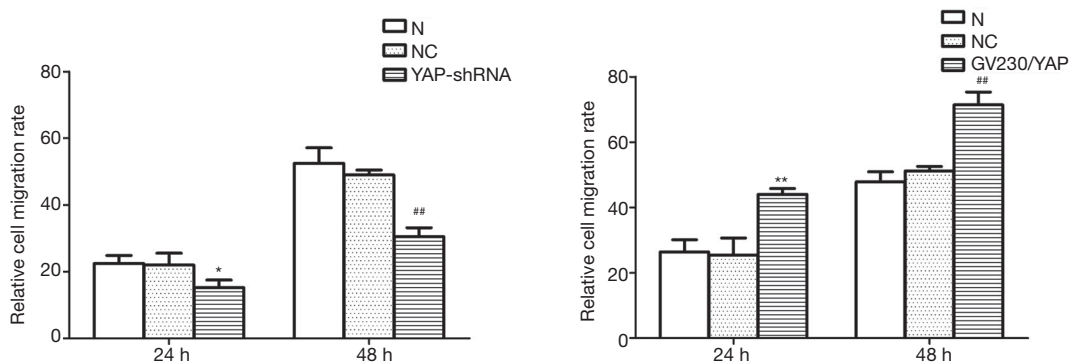 N
NC
YAP-shRNA
Relative cell migration rate
80
60
40
20
0
*
##
24 h
48 h
N
NC
GV230/YAP
Relative cell migration rate
80
60
40
20
0
**
##
24 h
48 h